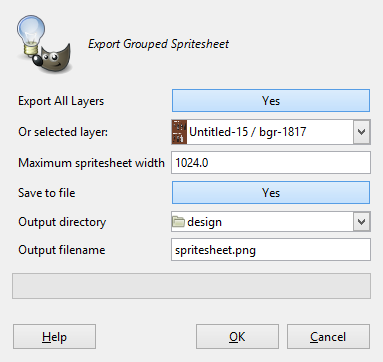 Export Grouped Spritesheet
Export All Layers Yes
Or selected layer: Untitled-15 / bgr-1817
Maximum spritesheet width 1024.0
Save to file Yes
Output directory design
Output filename spritesheet.png
Help OK Cancel